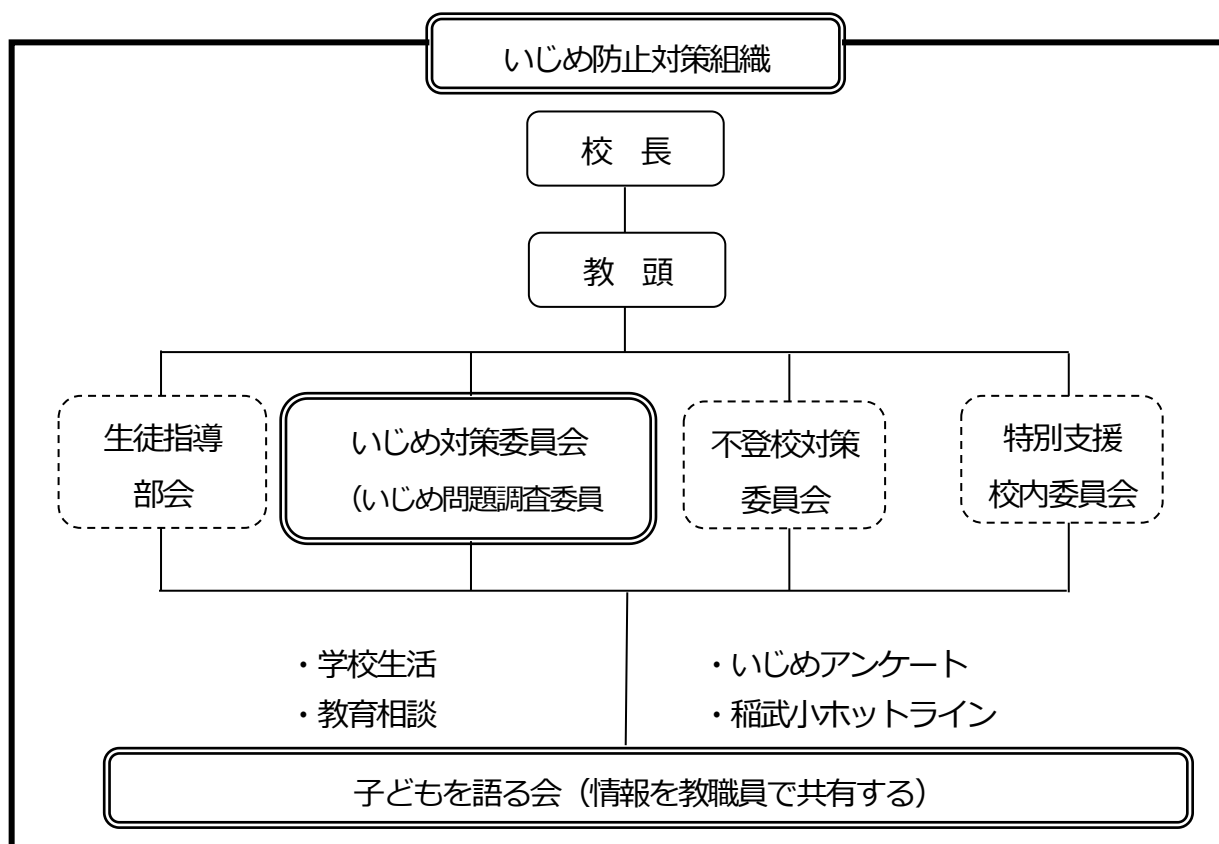 いじめ防止対策組織
校　長
教　頭
生徒指導
部会
いじめ対策委員会
（いじめ問題調査委員
不登校対策
委員会
特別支援
校内委員会
・学校生活
・教育相談
・いじめアンケート
・稲武小ホットライン
子どもを語る会（情報を教職員で共有する）